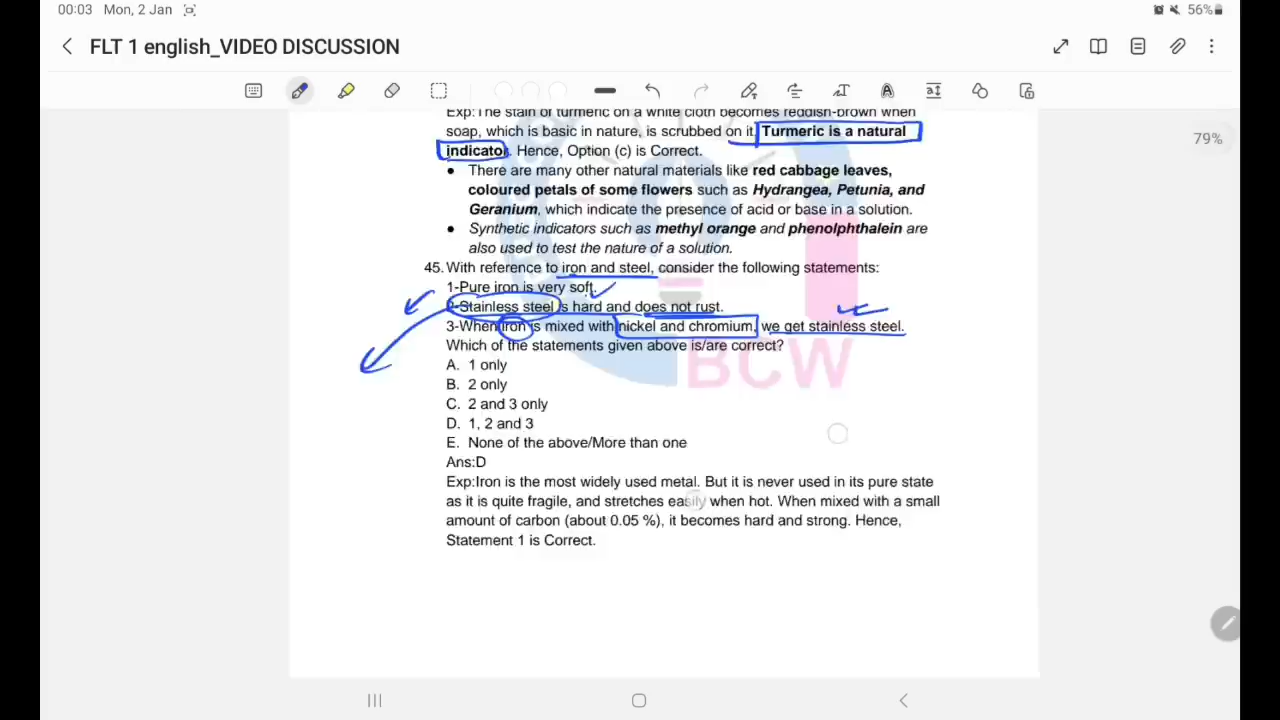 00:03 Mon, 2 Jan 56%
FLT 1 english_VIDEO DISCUSSION
79%
Exp:The stain of turmeric on a white cloth becomes reddish-brown when
soap, which is basic in nature, is scrubbed on it. Turmeric is a natural
indicator. Hence, Option (c) is Correct.
• There are many other natural materials like red cabbage leaves,
coloured petals of some flowers such as Hydrangea, Petunia, and
Geranium, which indicate the presence of acid or base in a solution.
• Synthetic indicators such as methyl orange and phenolphthalein are
also used to test the nature of a solution.
45. With reference to iron and steel, consider the following statements:
1-Pure iron is very soft.
2-Stainless steel is hard and does not rust.
3-When iron is mixed with nickel and chromium, we get stainless steel.
Which of the statements given above is/are correct?
A. 1 only
B. 2 only
C. 2 and 3 only
D. 1, 2 and 3
E. None of the above/More than one
Ans:D
Exp:Iron is the most widely used metal. But it is never used in its pure state
as it is quite fragile, and stretches easily when hot. When mixed with a small
amount of carbon (about 0.05 %), it becomes hard and strong. Hence,
Statement 1 is Correct.
BCW